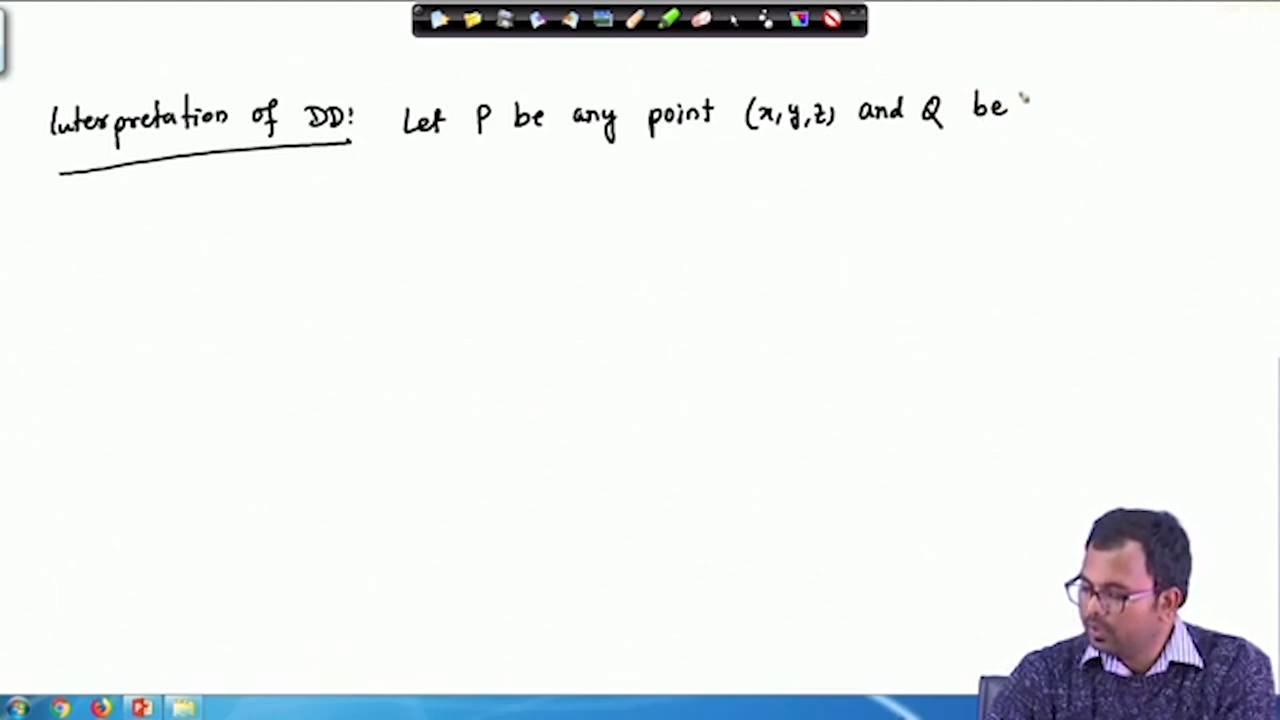 Interpretation of DD: Let P be any point (x,y,z) and Q be